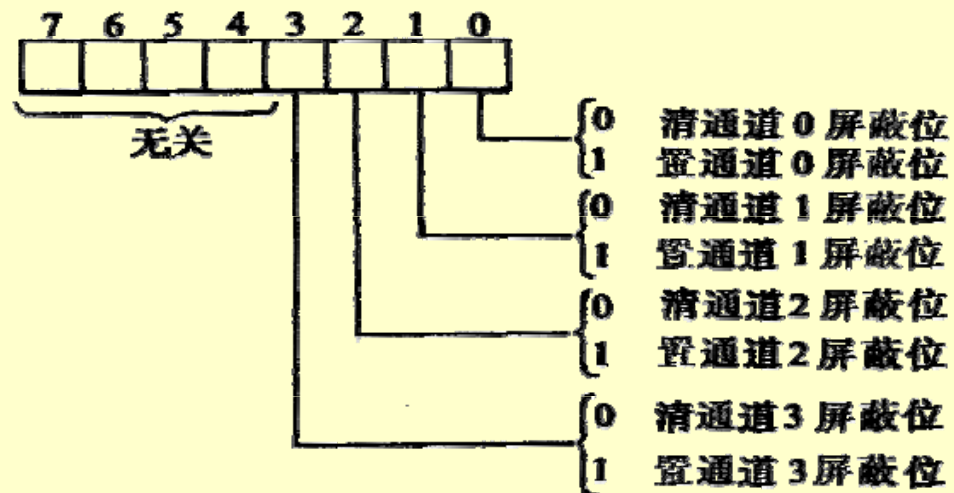 7 6 5 4 3 2 1 0
无关
0 清通道0屏蔽位
1 置通道0屏蔽位
0 清通道1屏蔽位
1 置通道1屏蔽位
0 清通道2屏蔽位
1 置通道2屏蔽位
0 清通道3屏蔽位
1 置通道3屏蔽位